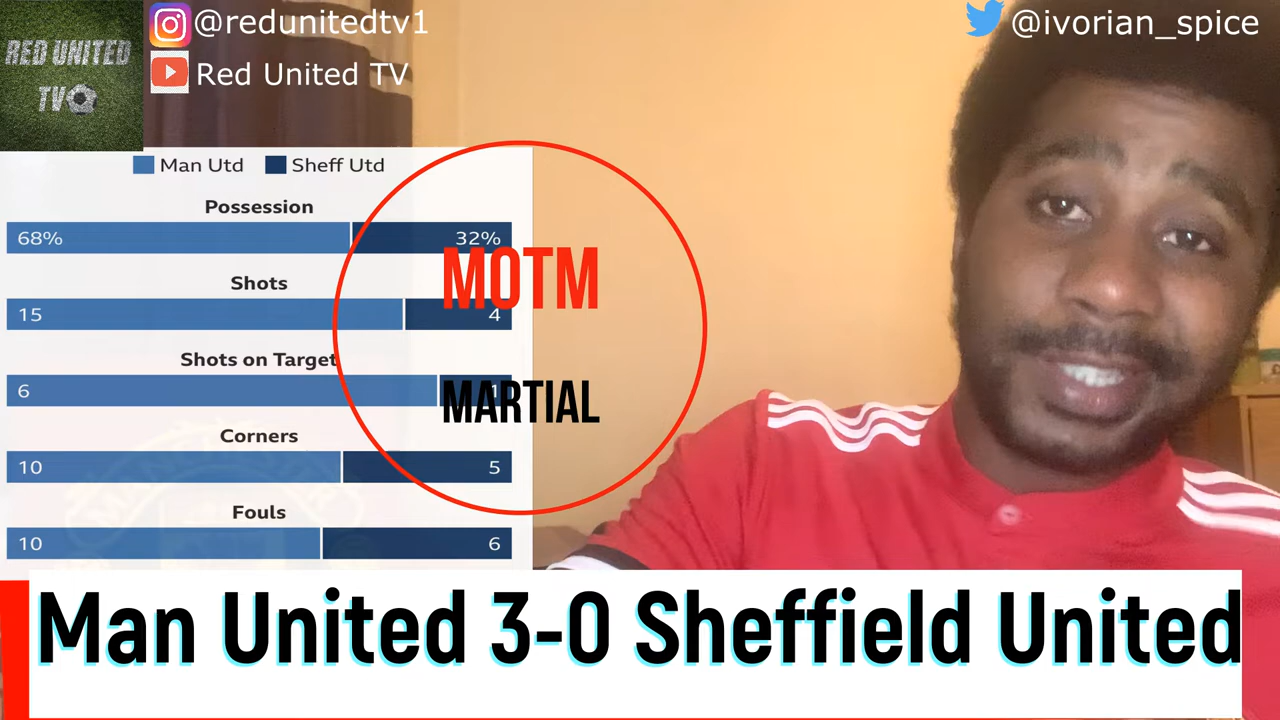 @redunitedtv1
@ivorian_spice
RED UNITED
TV
Red United TV
Man Utd Sheff Utd
Possession
68% 32%
MOTM
Shots
15 4
Shots on Target
6 1
MARTIAL
Corners
10 5
Fouls
10 6
Man United 3-0 Sheffield United